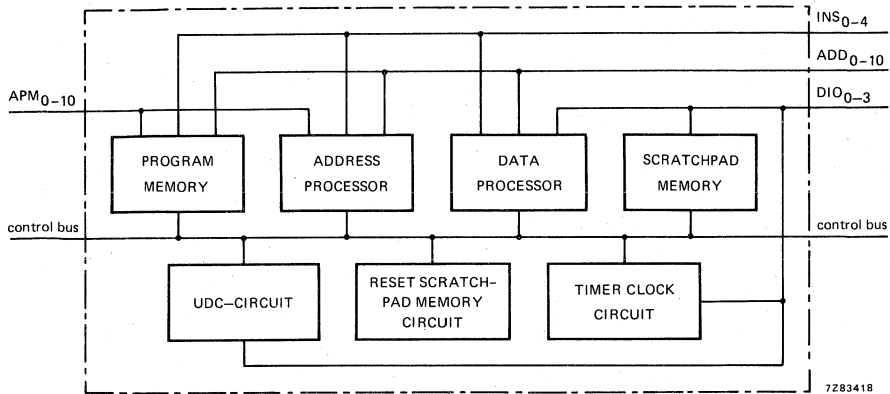 INS0-4
ADD0-10
APM0-10
DIO0-3
PROGRAM
MEMORY
ADDRESS
PROCESSOR
DATA
PROCESSOR
SCRATCHPAD
MEMORY
control bus
control bus
UDC-CIRCUIT
RESET SCRATCH-
PAD MEMORY
CIRCUIT
TIMER CLOCK
CIRCUIT
7Z83418